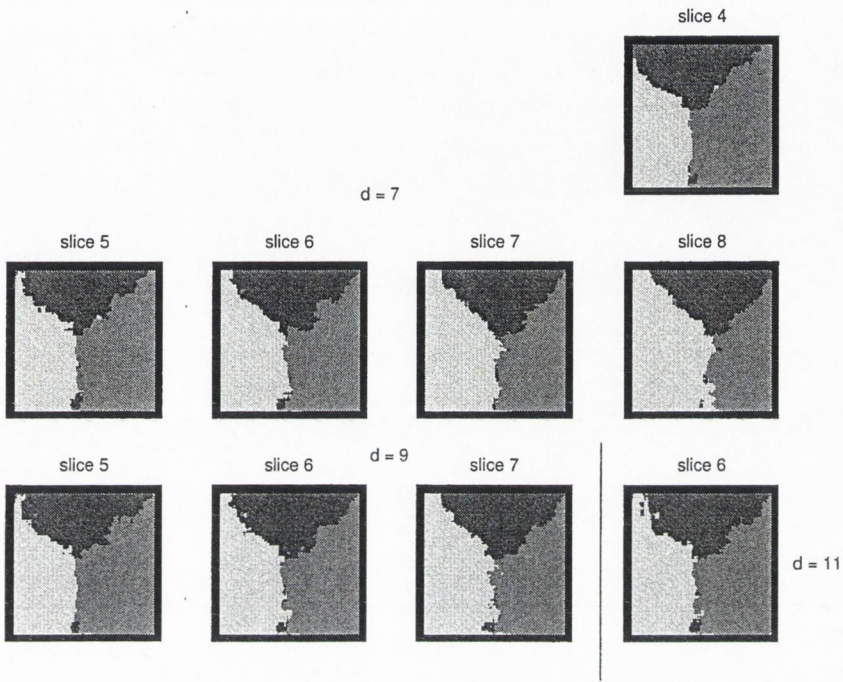 slice 4
d = 7
slice 5
slice 6
slice 7
slice 8
d = 9
slice 5
slice 6
slice 7
slice 6
d = 11